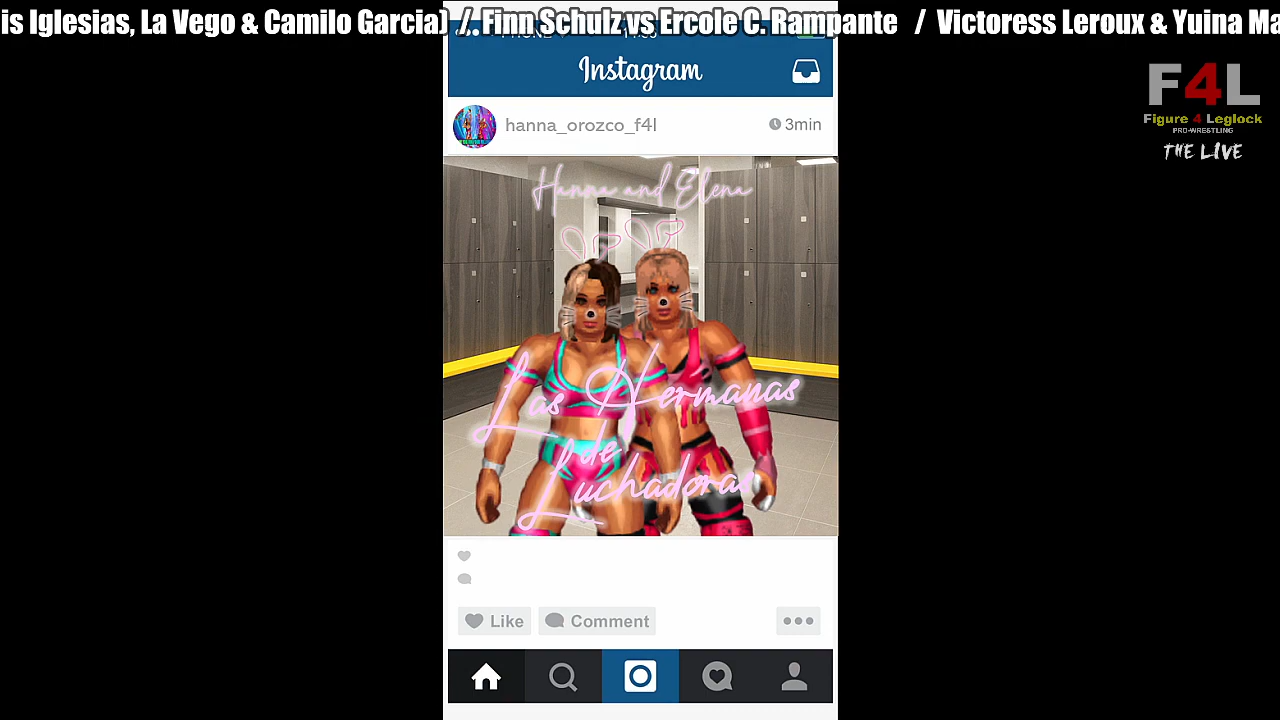 is Iglesias, La Vego & Camilo Garcia) /. Finn Schulz vs Ercole C. Rampante / Victoress Leroux & Yuina Ma
Instagram
hanna_orozco_f4l
3min
F4L
Figure 4 Leglock
PRO-WRESTLING
THE LIVE
Hanna and Elena
Las Hermanas
de
Luchadoras
Like
Comment